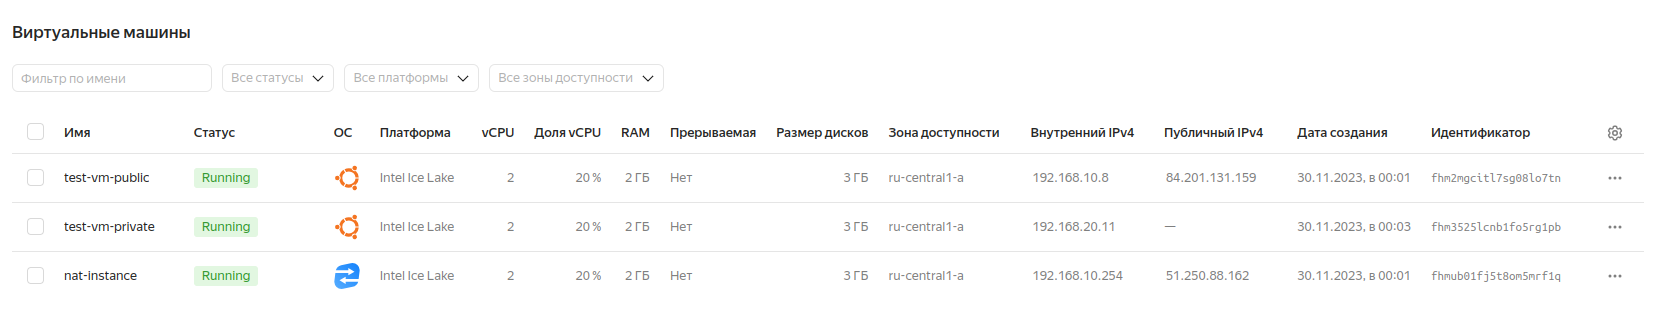 Виртуальные машины
Фильтр по имени Все статусы Все платформы Все зоны доступности
Имя Статус ОС Платформа vCPU Доля vCPU RAM Прерываемая Размер дисков Зона доступности Внутренний IPv4 Публичный IPv4 Дата создания Идентификатор
test-vm-public Running Intel Ice Lake 2 20 % 2 ГБ Нет 3 ГБ ru-central1-a 192.168.10.8 84.201.131.159 30.11.2023, в 00:01 fhm2mgcitl7sg08lo7tn
test-vm-private Running Intel Ice Lake 2 20 % 2 ГБ Нет 3 ГБ ru-central1-a 192.168.20.11 — 30.11.2023, в 00:03 fhm3525lcnb1fo5rg1pb
nat-instance Running Intel Ice Lake 2 20 % 2 ГБ Нет 3 ГБ ru-central1-a 192.168.10.254 51.250.88.162 30.11.2023, в 00:01 fhmub01fj5t8om5mrf1q